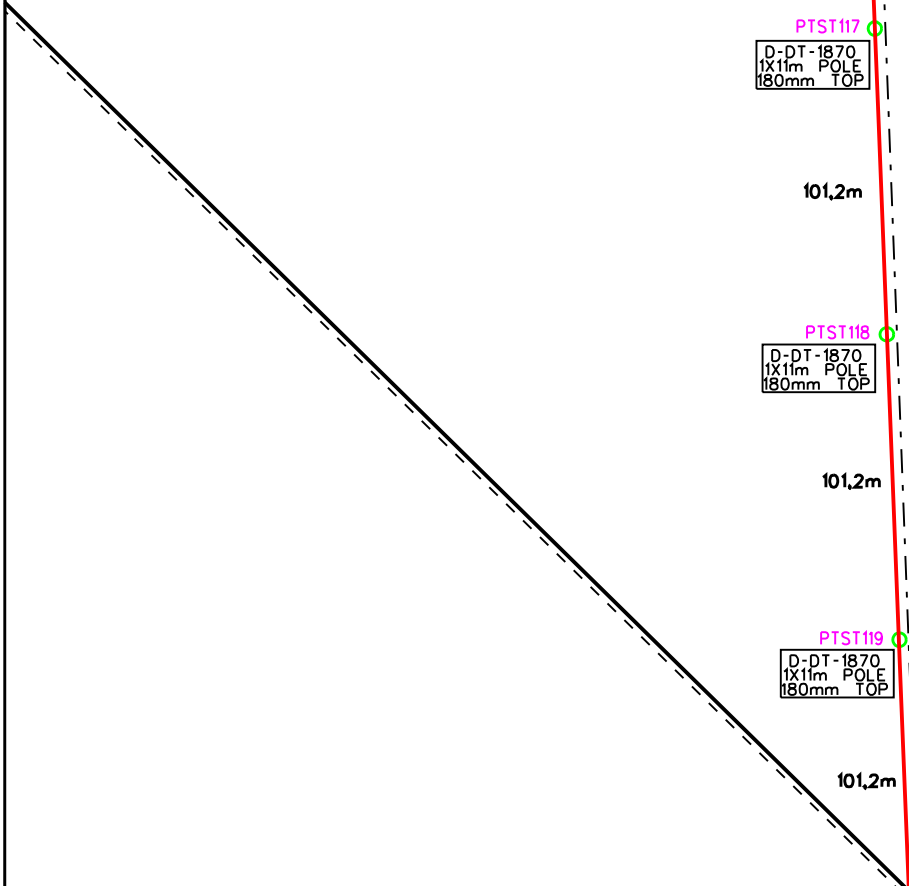 PTST117
D-DT-1870
1X11m POLE
180mm TOP
101,2m
PTST118
D-DT-1870
1X11m POLE
180mm TOP
101,2m
PTST119
D-DT-1870
1X11m POLE
180mm TOP
101,2m